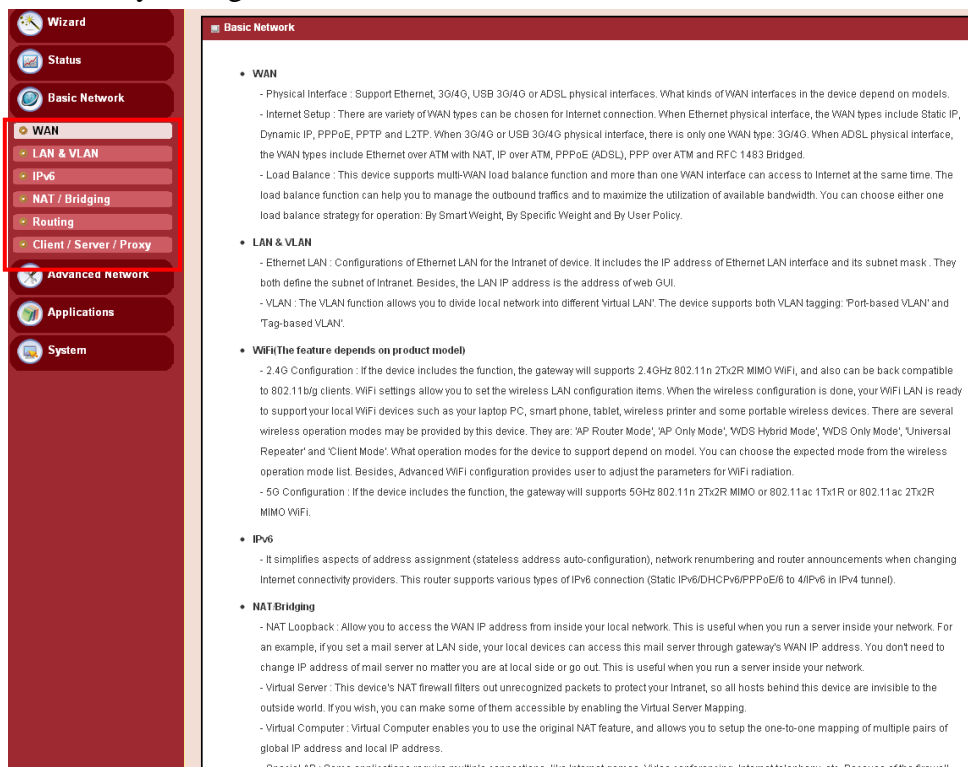 Wizard
Status
Basic Network
WAN
LAN & VLAN
IPv6
NAT / Bridging
Routing
Client / Server / Proxy
Advanced Network
Applications
System
Basic Network
• WAN
- Physical Interface : Support Ethernet, 3G/4G, USB 3G/4G or ADSL physical interfaces. What kinds of WAN interfaces in the device depend on models.
- Internet Setup : There are variety of WAN types can be chosen for Internet connection. When Ethernet physical interface, the WAN types include Static IP,
Dynamic IP, PPPoE, PPTP and L2TP. When 3G/4G or USB 3G/4G physical interface, there is only one WAN type: 3G/4G. When ADSL physical interface,
the WAN types include Ethernet over ATM with NAT, IP over ATM, PPPoE (ADSL), PPP over ATM and RFC 1483 Bridged.
- Load Balance : This device supports multi-WAN load balance function and more than one WAN interface can access to Internet at the same time. The
load balance function can help you to manage the outbound traffics and to maximize the utilization of available bandwidth. You can choose either one
load balance strategy for operation: By Smart Weight, By Specific Weight and By User Policy.
• LAN & VLAN
- Ethernet LAN : Configurations of Ethernet LAN for the Intranet of device. It includes the IP address of Ethernet LAN interface and its subnet mask . They
both define the subnet of Intranet. Besides, the LAN IP address is the address of web GUI.
- VLAN : The VLAN function allows you to divide local network into different Virtual LAN'. The device supports both VLAN tagging: 'Port-based VLAN' and
'Tag-based VLAN'.
• WiFi(The feature depends on product model)
- 2.4G Configuration : If the device includes the function, the gateway will supports 2.4GHz 802.11n 2Tx2R MIMO WiFi, and also can be back compatible
to 802.11b/g clients. WiFi settings allow you to set the wireless LAN configuration items. When the wireless configuration is done, your WiFi LAN is ready
to support your local WiFi devices such as your laptop PC, smart phone, tablet, wireless printer and some portable wireless devices. There are several
wireless operation modes may be provided by this device. They are: 'AP Router Mode', 'AP Only Mode', 'WDS Hybrid Mode', 'WDS Only Mode', 'Universal
Repeater' and 'Client Mode'. What operation modes for the device to support depend on model. You can choose the expected mode from the wireless
operation mode list. Besides, Advanced WiFi configuration provides user to adjust the parameters for WiFi radiation.
- 5G Configuration : If the device includes the function, the gateway will supports 5GHz 802.11n 2Tx2R MIMO or 802.11ac 1Tx1R or 802.11ac 2Tx2R
MIMO WiFi.
• IPv6
- It simplifies aspects of address assignment (stateless address auto-configuration), network renumbering and router announcements when changing
Internet connectivity providers. This router supports various types of IPv6 connection (Static IPv6/DHCPv6/PPPoE/6 to 4/IPv6 in IPv4 tunnel).
• NAT/Bridging
- NAT Loopback : Allow you to access the WAN IP address from inside your local network. This is useful when you run a server inside your network. For
an example, if you set a mail server at LAN side, your local devices can access this mail server through gateway's WAN IP address. You don't need to
change IP address of mail server no matter you are at local side or go out. This is useful when you run a server inside your network.
- Virtual Server : This device's NAT firewall filters out unrecognized packets to protect your Intranet, so all hosts behind this device are invisible to the
outside world. If you wish, you can make some of them accessible by enabling the Virtual Server Mapping.
- Virtual Computer : Virtual Computer enables you to use the original NAT feature, and allows you to setup the one-to-one mapping of multiple pairs of
global IP address and local IP address.